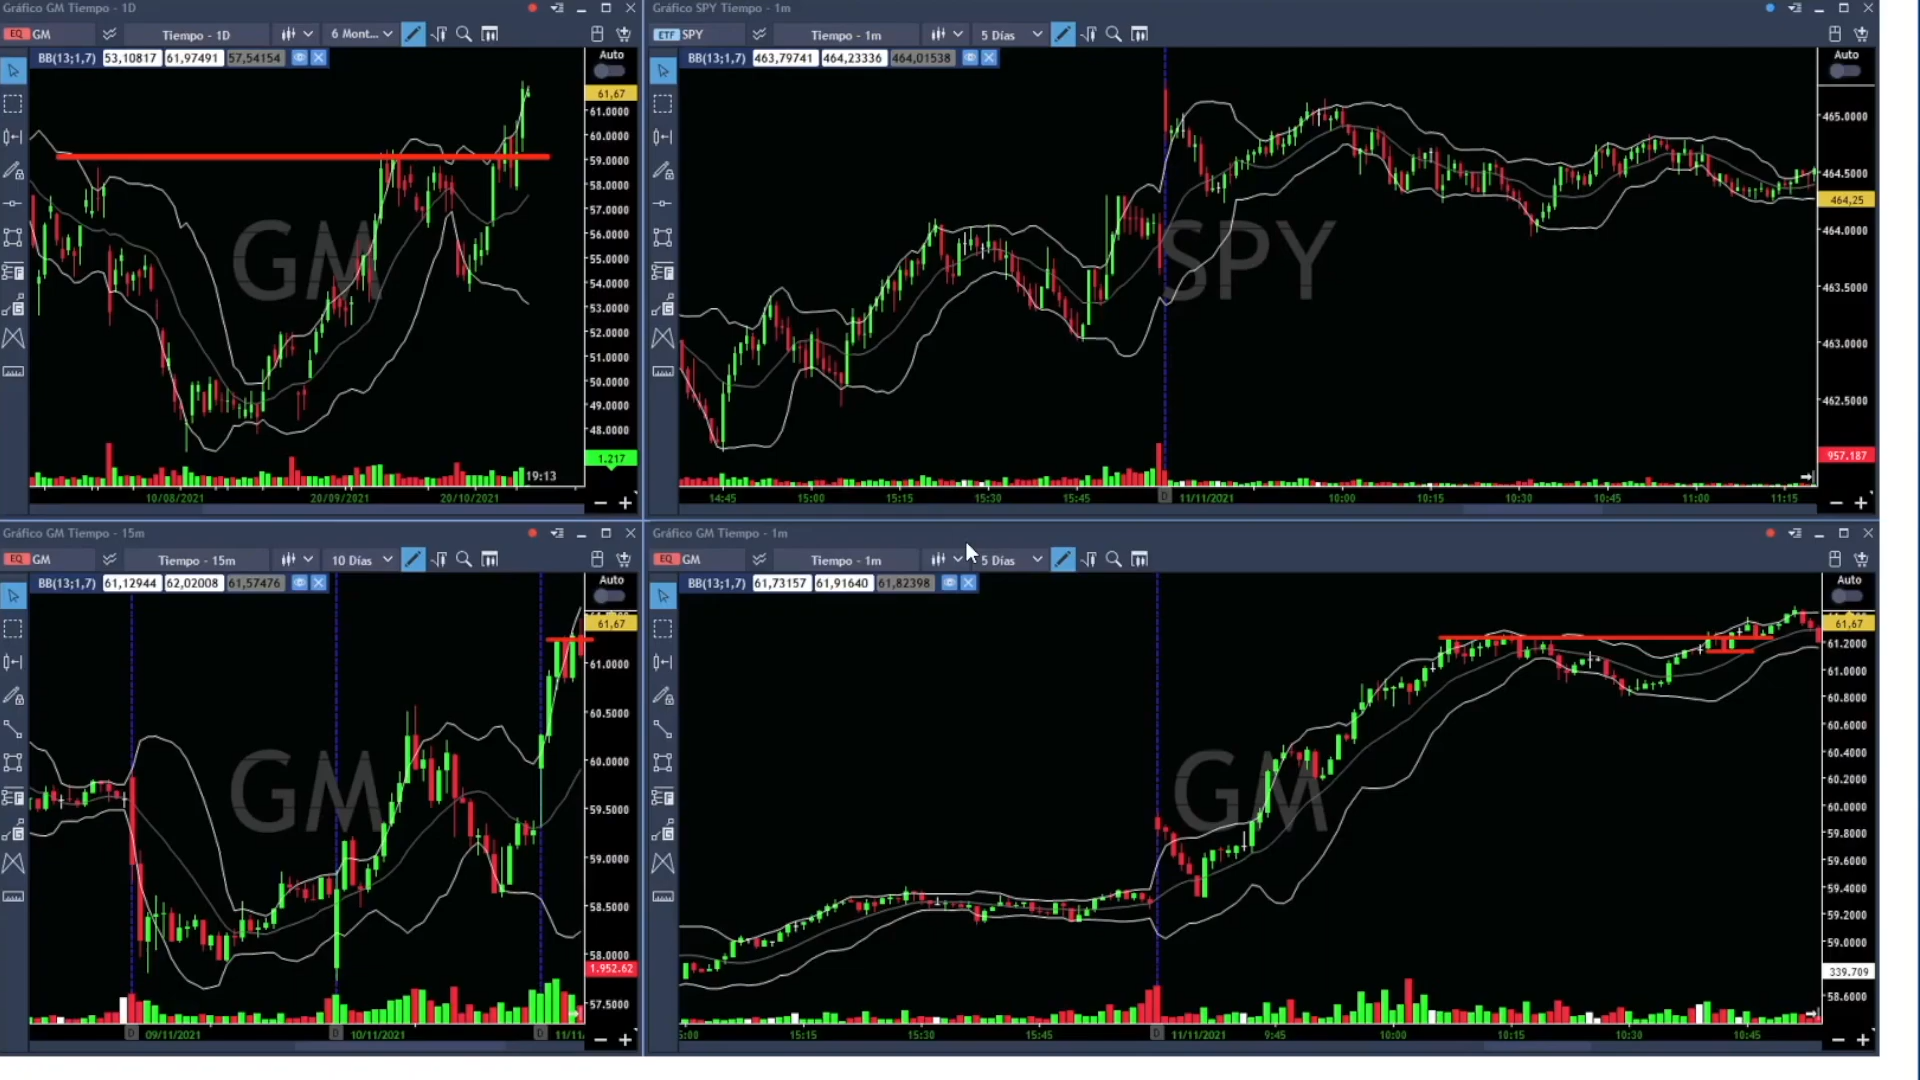 Gráfico GM Tiempo - 1D
EQ GM
Tiempo - 1D
6 Mont...
BB(13;1,7) 53,10817 61,97491 57,54154
Auto
GM
61,67
61.0000
60.0000
59.0000
58.0000
57.0000
56.0000
55.0000
54.0000
53.0000
52.0000
51.0000
50.0000
49.0000
48.0000
1.217
19:13
10/08/2021 20/09/2021 20/10/2021
Gráfico SPY Tiempo - 1m
ETF SPY
Tiempo - 1m
5 Días
BB(13;1,7) 463,79741 464,23336 464,01538
Auto
SPY
465.0000
464.5000
464,25
464.0000
463.5000
463.0000
462.5000
957.187
14:45 15:00 15:15 15:30 15:45 D 11/11/2021 10:00 10:15 10:30 10:45 11:00 11:15
Gráfico GM Tiempo - 15m
EQ GM
Tiempo - 15m
10 Días
BB(13;1,7) 61,12944 62,02008 61,57476
Auto
GM
61,67
61.0000
60.5000
60.0000
59.5000
59.0000
58.5000
58.0000
1.952.62
57.5000
D 09/11/2021 D 10/11/2021 D 11/11
Gráfico GM Tiempo - 1m
EQ GM
Tiempo - 1m
5 Días
BB(13;1,7) 61,73157 61,91640 61,82398
Auto
GM
61,67
61.2000
61.0000
60.8000
60.6000
60.4000
60.2000
60.0000
59.8000
59.6000
59.4000
59.2000
59.0000
339.709
58.6000
5:00 15:15 15:30 15:45 D 11/11/2021 9:45 10:00 10:15 10:30 10:45